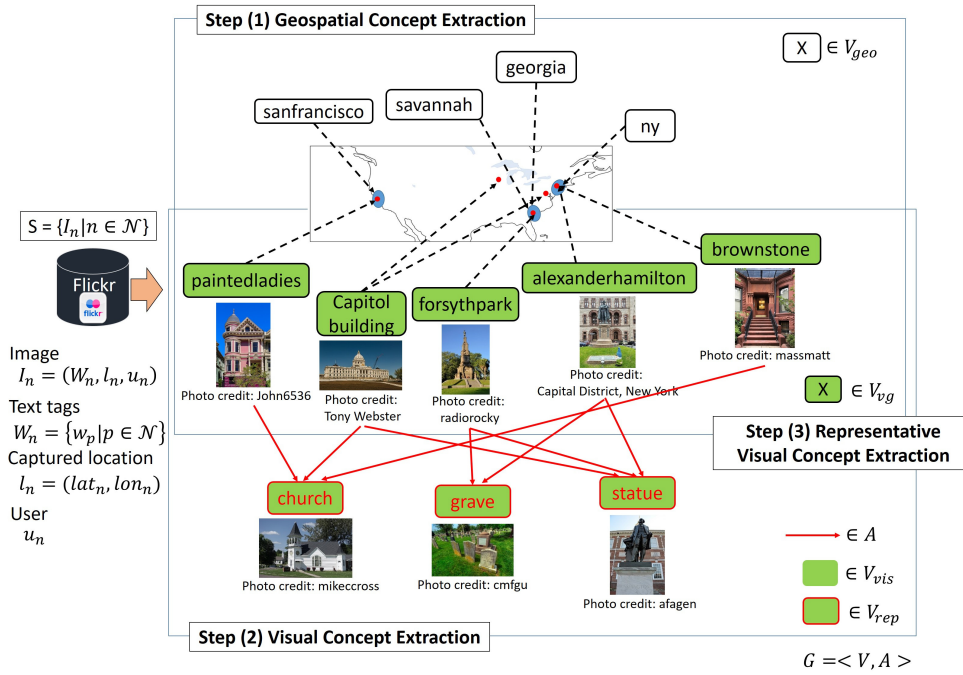 Step (1) Geospatial Concept Extraction
X ∈ V_geo
georgia
savannah
sanfrancisco
ny
S = {I_n|n ∈ 𝒩}
Flickr
flickr
brownstone
paintedladies
alexanderhamilton
Capitol
building
forsythpark
Photo credit: massmatt
Photo credit: John6536
Photo credit:
Tony Webster
Photo credit:
radiorocky
Photo credit:
Capital District, New York
Image
I_n = (W_n, l_n, u_n)
Text tags
W_n = {w_p|p ∈ 𝒩}
Captured location
l_n = (lat_n, lon_n)
User
u_n
X ∈ V_vg
Step (3) Representative
Visual Concept Extraction
church
grave
statue
Photo credit: mikeccross
Photo credit: cmfgu
Photo credit: afagen
∈ A
∈ V_vis
∈ V_rep
Step (2) Visual Concept Extraction
G =< V, A >